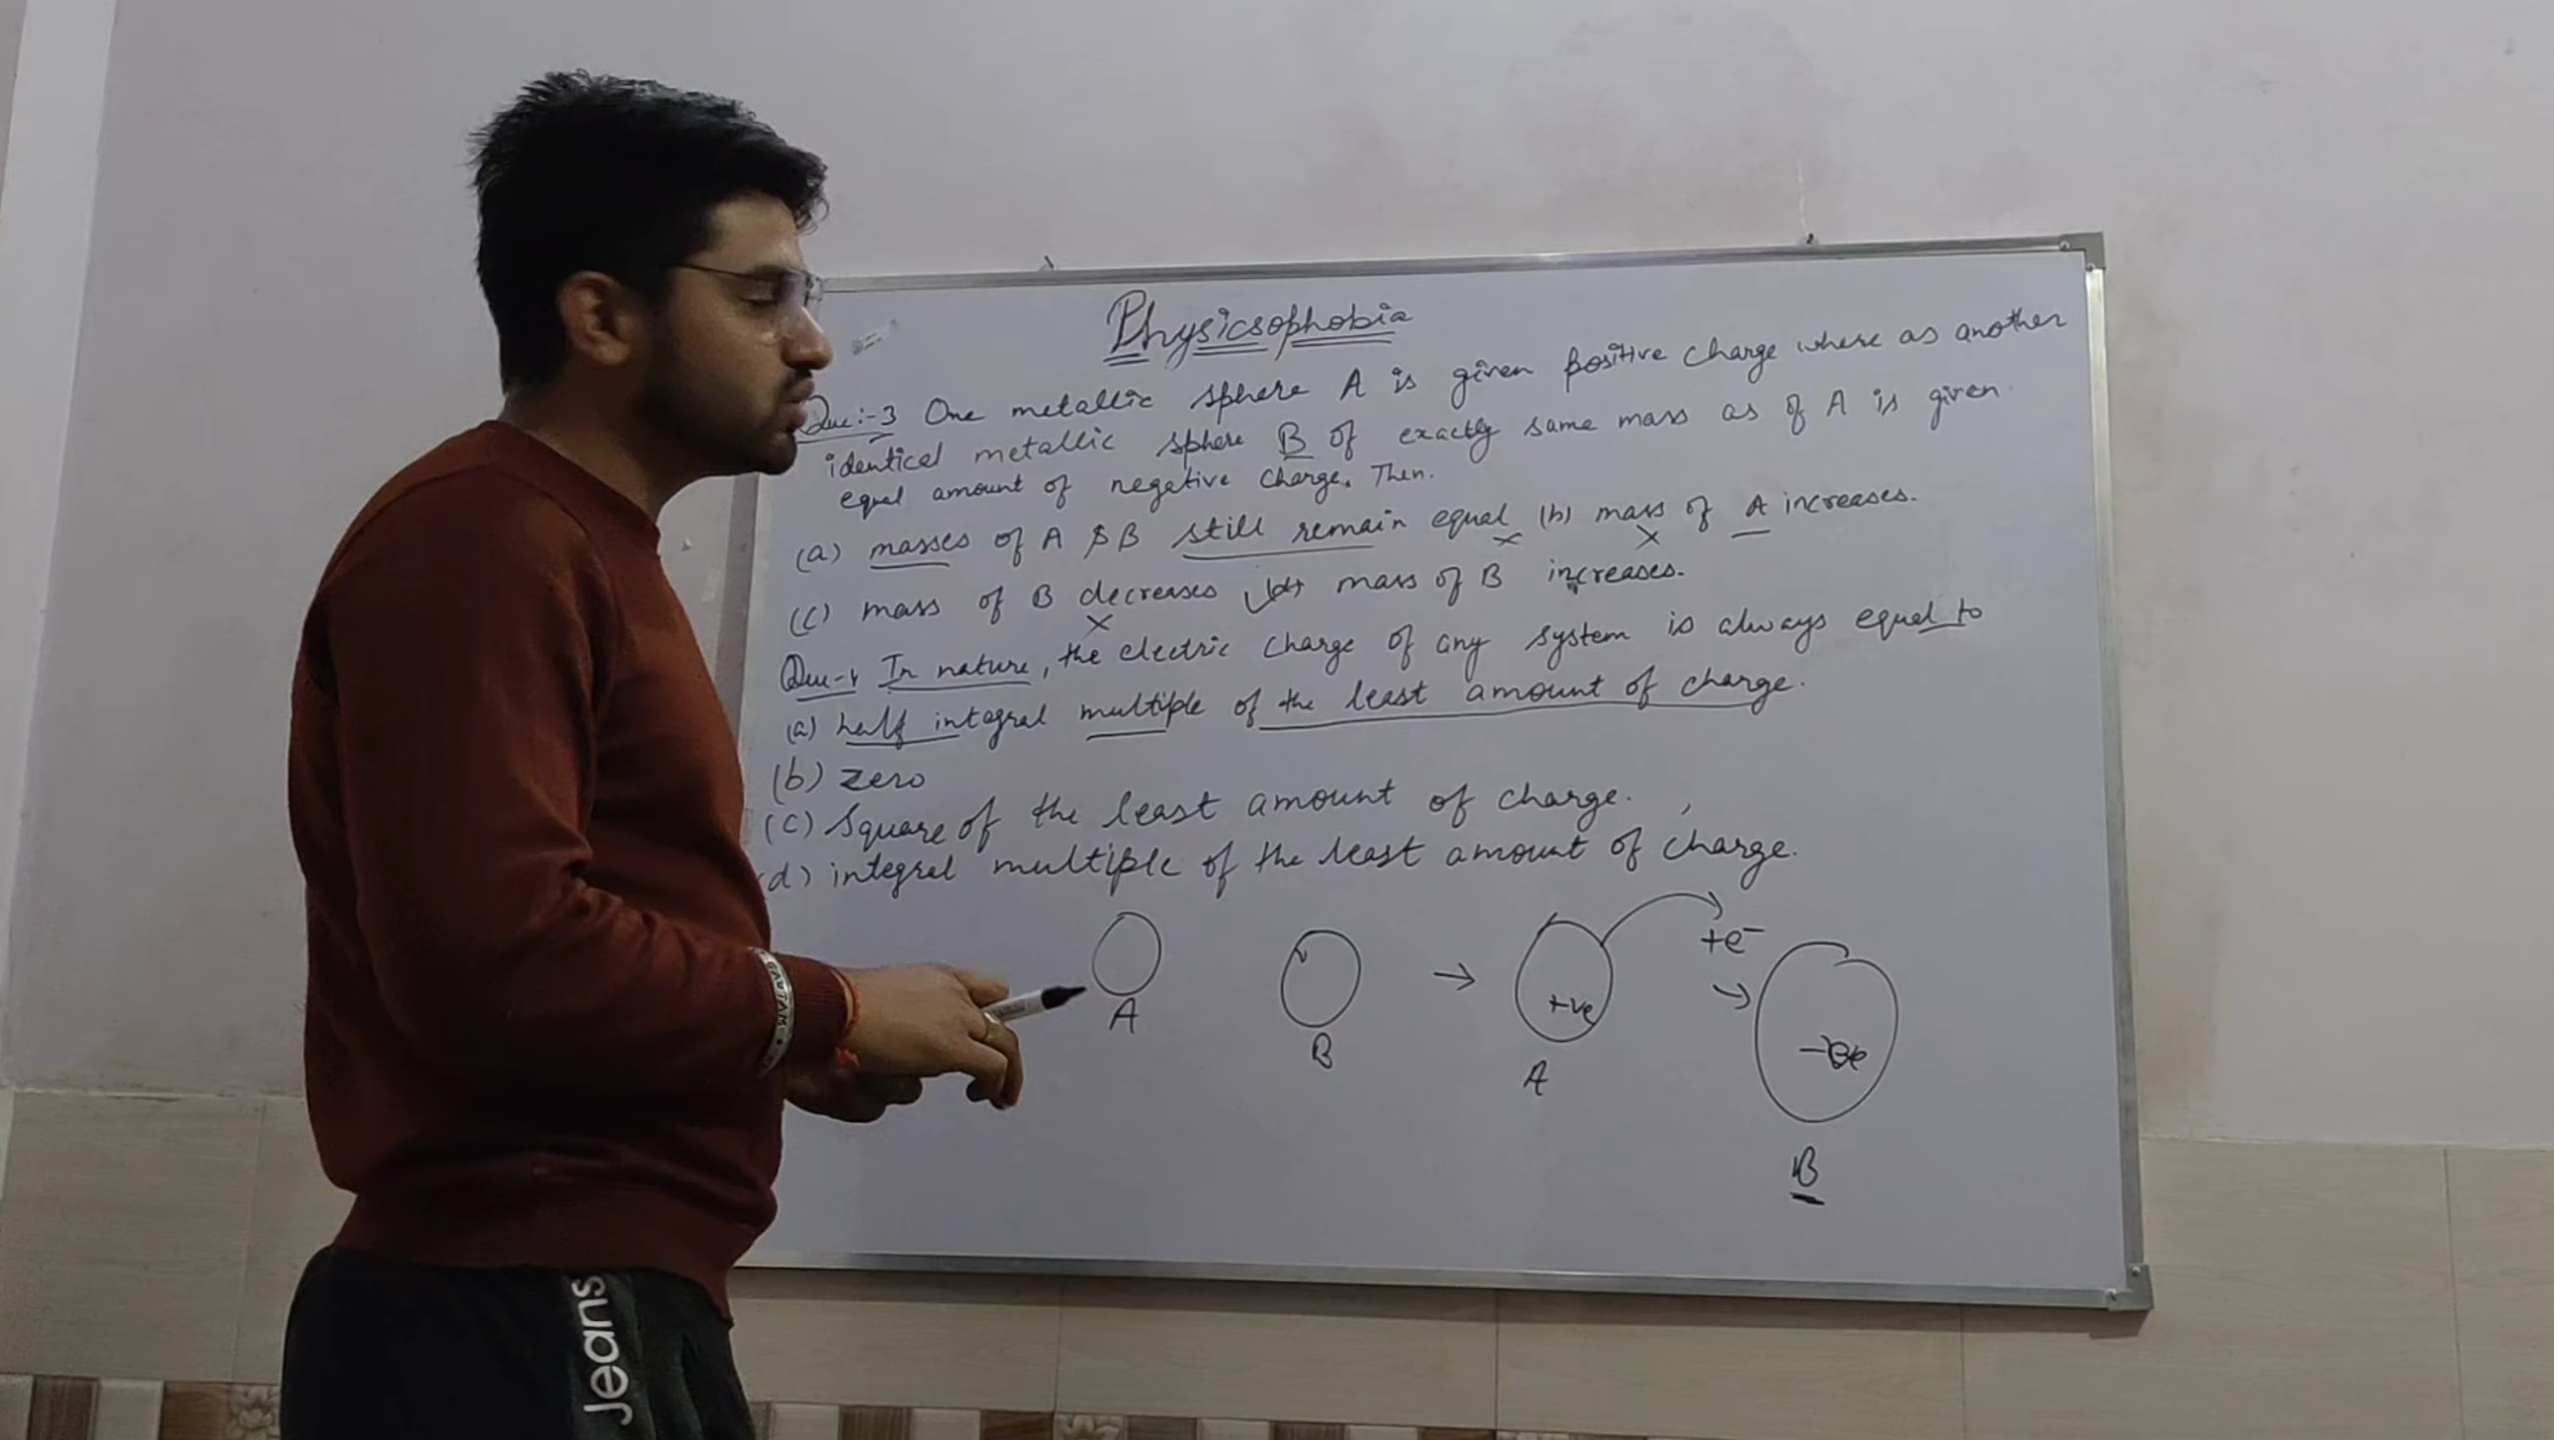 Physicsophobia
Que:-3 One metallic sphere A is given positive charge where as another
identical metallic sphere B of exactly same mass as of A is given
equal amount of negative charge. Then.
(a) masses of A & B still remain equal (b) mass of A increases.
(c) mass of B decreases (d) mass of B increases.
Que-4 In nature, the electric charge of any system is always equal to
(a) half integral multiple of the least amount of charge.
(b) zero
(c) Square of the least amount of charge.
(d) integral multiple of the least amount of charge.
A B → +ve A +e⁻ → B
GAUTAM
Jeans